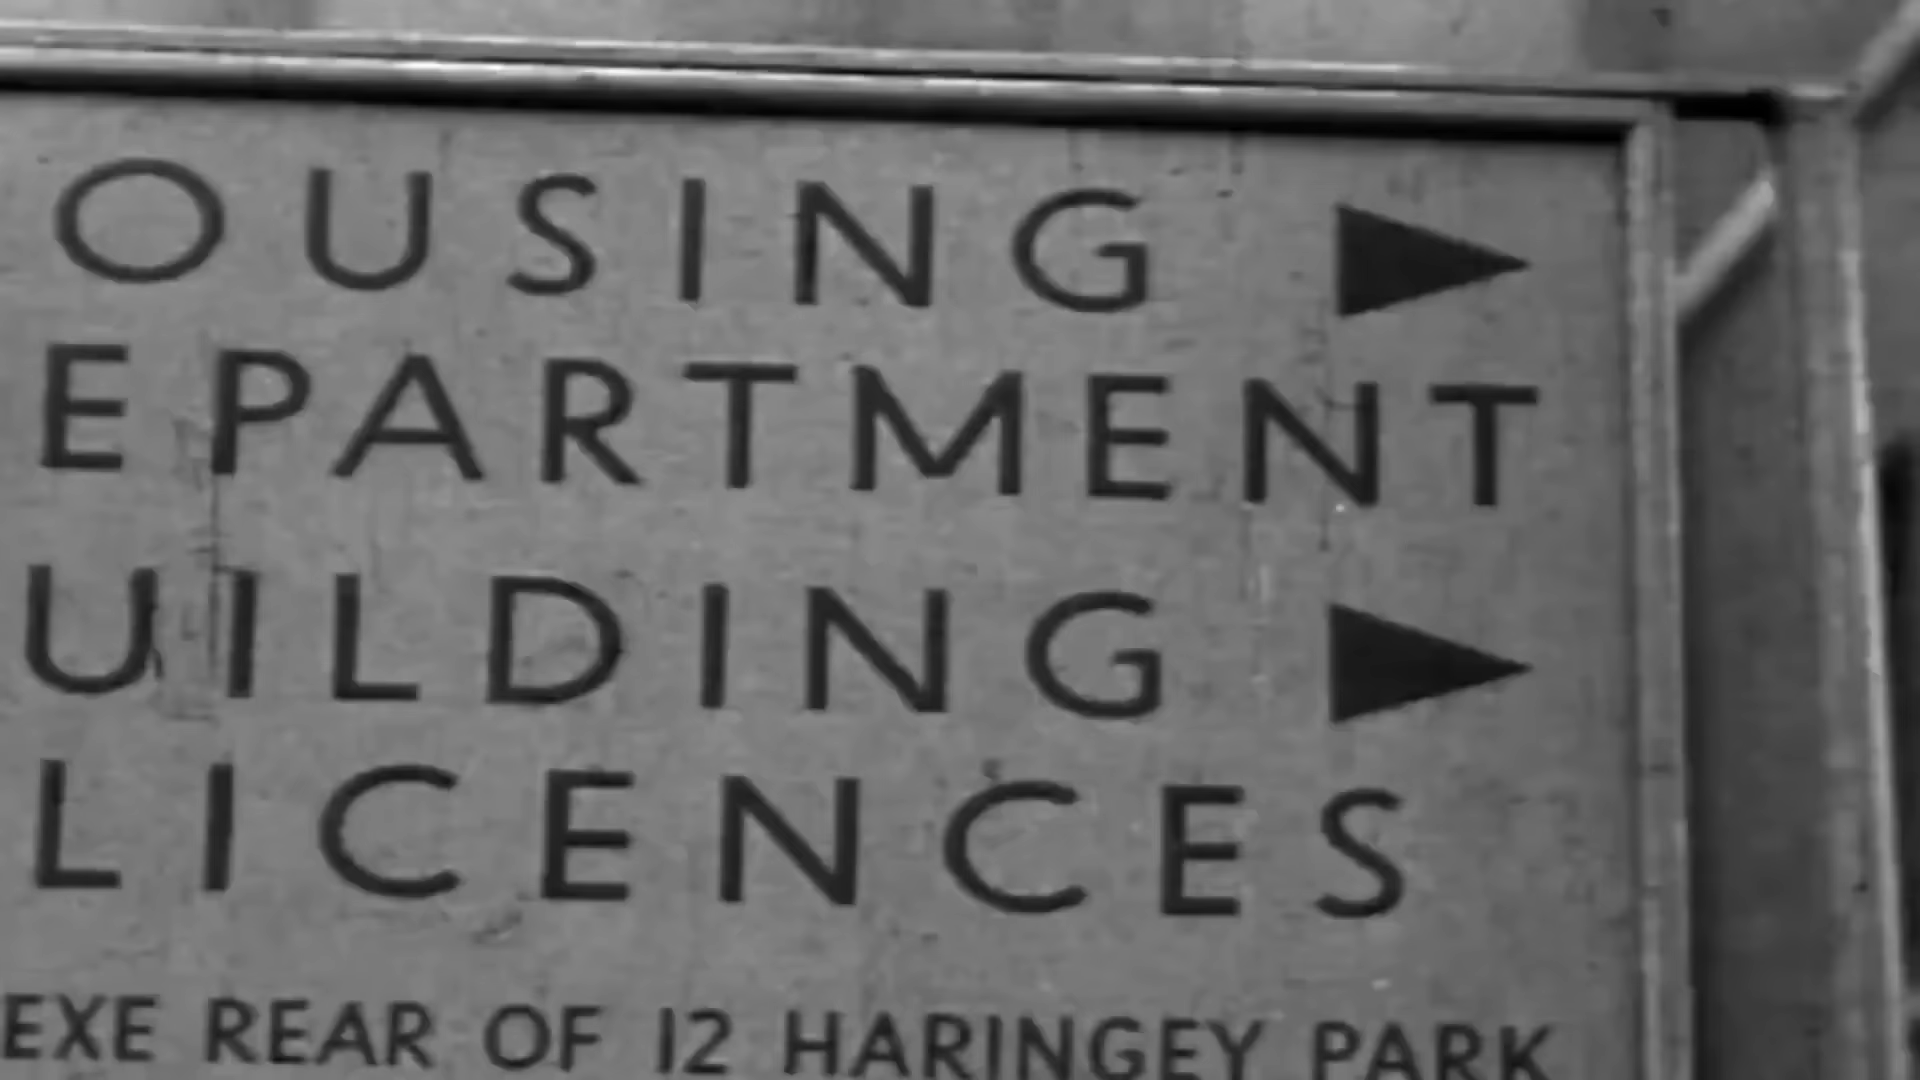 OUSING ▶
EPARTMENT
UILDING ▶
LICENCES
EXE REAR OF 12 HARINGEY PARK